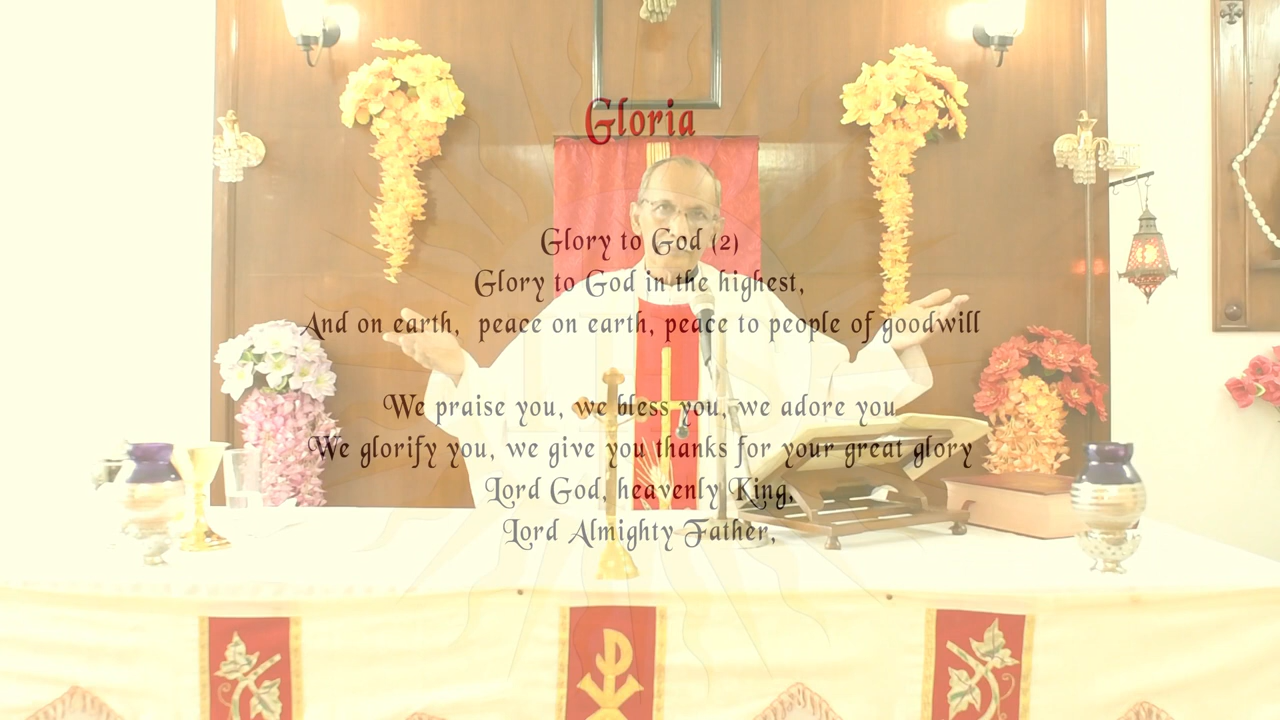 Gloria
Glory to God (2)
Glory to God in the highest,
And on earth, peace on earth, peace to people of goodwill
We praise you, we bless you, we adore you
We glorify you, we give you thanks for your great glory
Lord God, heavenly King,
Lord Almighty Father,